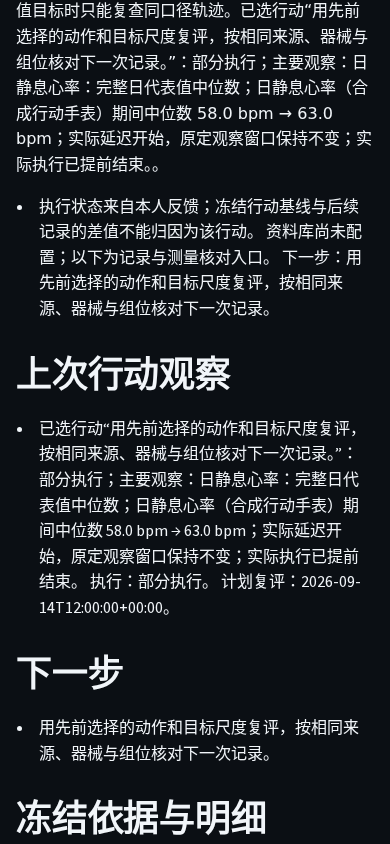 值目标时只能复查同口径轨迹。已选行动“用先前
选择的动作和目标尺度复评，按相同来源、器械与
组位核对下一次记录。”：部分执行；主要观察：日
静息心率：完整日代表值中位数；日静息心率（合
成行动手表）期间中位数 58.0 bpm → 63.0
bpm；实际延迟开始，原定观察窗口保持不变；实
际执行已提前结束。。
• 执行状态来自本人反馈；冻结行动基线与后续
记录的差值不能归因为该行动。 资料库尚未配
置；以下为记录与测量核对入口。 下一步：用
先前选择的动作和目标尺度复评，按相同来
源、器械与组位核对下一次记录。
上次行动观察
• 已选行动“用先前选择的动作和目标尺度复评，
按相同来源、器械与组位核对下一次记录。”：
部分执行；主要观察：日静息心率：完整日代
表值中位数；日静息心率（合成行动手表）期
间中位数 58.0 bpm → 63.0 bpm；实际延迟开
始，原定观察窗口保持不变；实际执行已提前
结束。 执行：部分执行。 计划复评：2026-09-
14T12:00:00+00:00。
下一步
• 用先前选择的动作和目标尺度复评，按相同来
源、器械与组位核对下一次记录。
冻结依据与明细